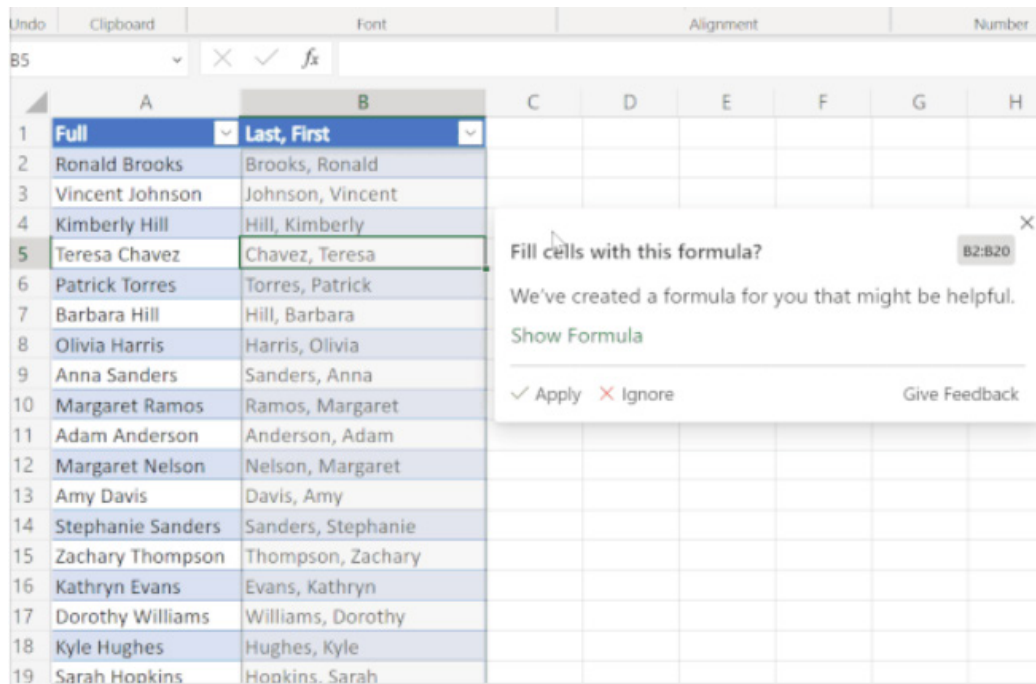 Undo Clipboard Font Alignment Number
B5 fx
A B C D E F G H
1 Full Last, First
2 Ronald Brooks Brooks, Ronald
3 Vincent Johnson Johnson, Vincent
4 Kimberly Hill Hill, Kimberly
5 Teresa Chavez Chavez, Teresa
Fill cells with this formula? B2:B20
6 Patrick Torres Torres, Patrick
We've created a formula for you that might be helpful.
7 Barbara Hill Hill, Barbara
Show Formula
8 Olivia Harris Harris, Olivia
9 Anna Sanders Sanders, Anna
Apply Ignore Give Feedback
10 Margaret Ramos Ramos, Margaret
11 Adam Anderson Anderson, Adam
12 Margaret Nelson Nelson, Margaret
13 Amy Davis Davis, Amy
14 Stephanie Sanders Sanders, Stephanie
15 Zachary Thompson Thompson, Zachary
16 Kathryn Evans Evans, Kathryn
17 Dorothy Williams Williams, Dorothy
18 Kyle Hughes Hughes, Kyle
19 Sarah Hopkins Hopkins, Sarah